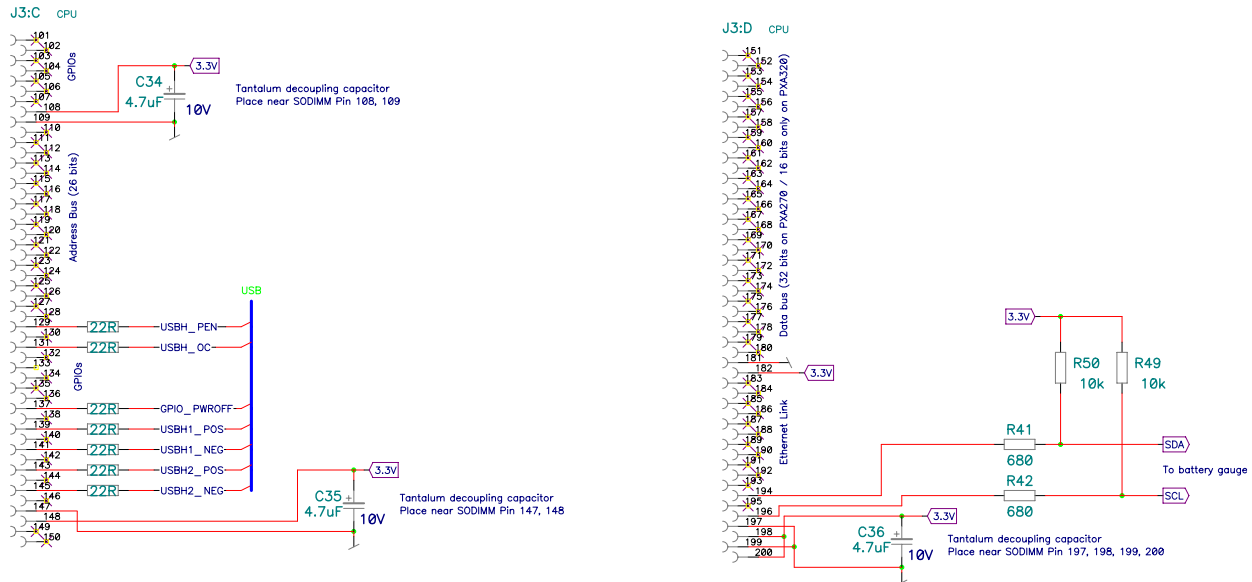 J3:C CPU
101
102
103
104
105
106
107
108
109
110
111
112
113
114
115
116
117
118
119
120
121
122
123
124
125
126
127
128
129
130
131
132
133
134
135
136
137
138
139
140
141
142
143
144
145
146
147
148
149
150
GPIOs
Address Bus (26 bits)
GPIOs
3.3V
C34
+
4.7uF
10V
Tantalum decoupling capacitor
Place near SODIMM Pin 108, 109
USB
22R USBH_PEN
22R USBH_OC
22R GPIO_PWROFF
22R USBH1_POS
22R USBH1_NEG
22R USBH2_POS
22R USBH2_NEG
3.3V
C35
+
4.7uF
10V
Tantalum decoupling capacitor
Place near SODIMM Pin 147, 148
J3:D CPU
151
152
153
154
155
156
157
158
159
160
161
162
163
164
165
166
167
168
169
170
171
172
173
174
175
176
177
178
179
180
181
182
183
184
185
186
187
188
189
190
191
192
193
194
195
196
197
198
199
200
Data bus (32 bits on PXA270 / 16 bits only on PXA320)
Ethernet Link
3.3V
3.3V
R50
10k
R49
10k
R41
680
SDA
To battery gauge
R42
680
SCL
3.3V
C36
+
4.7uF
10V
Tantalum decoupling capacitor
Place near SODIMM Pin 197, 198, 199, 200